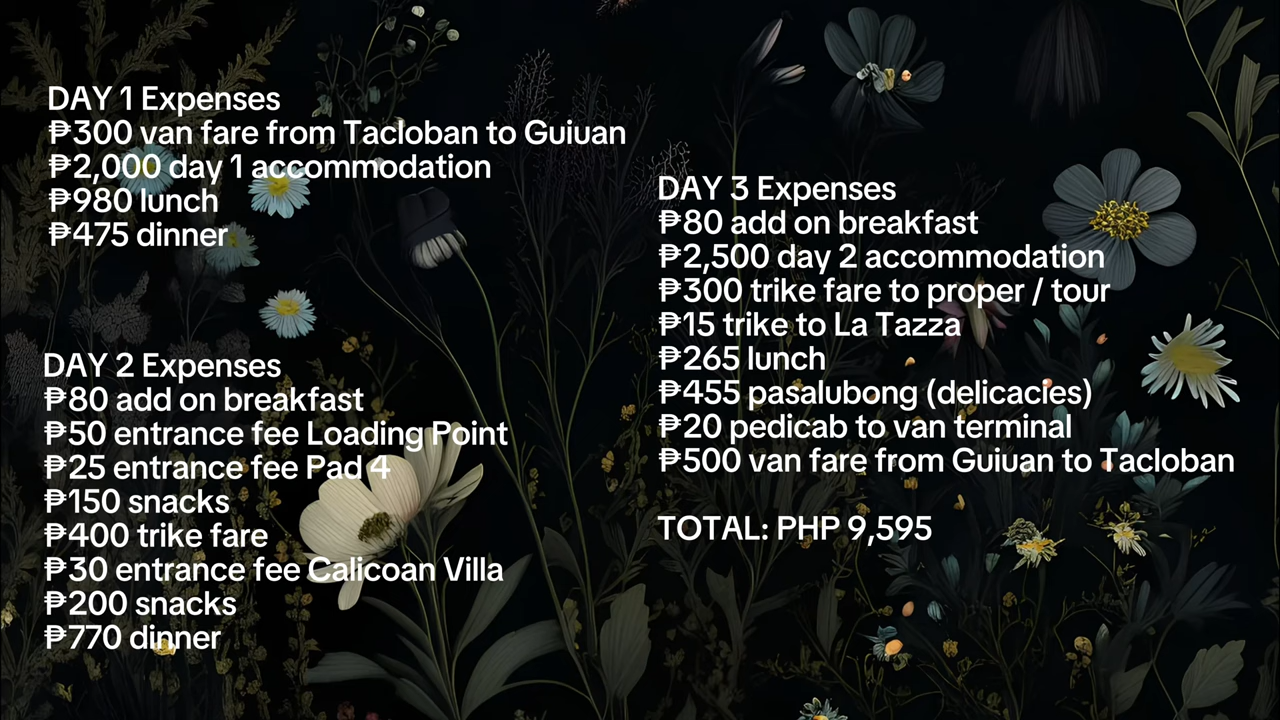 DAY 1 Expenses
₱300 van fare from Tacloban to Guiuan
₱2,000 day 1 accommodation
₱980 lunch
₱475 dinner
DAY 2 Expenses
₱80 add on breakfast
₱50 entrance fee Loading Point
₱25 entrance fee Pad 4
₱150 snacks
₱400 trike fare
₱30 entrance fee Calicoan Villa
₱200 snacks
₱770 dinner
DAY 3 Expenses
₱80 add on breakfast
₱2,500 day 2 accommodation
₱300 trike fare to proper / tour
₱15 trike to La Tazza
₱265 lunch
₱455 pasalubong (delicacies)
₱20 pedicab to van terminal
₱500 van fare from Guiuan to Tacloban
TOTAL: PHP 9,595